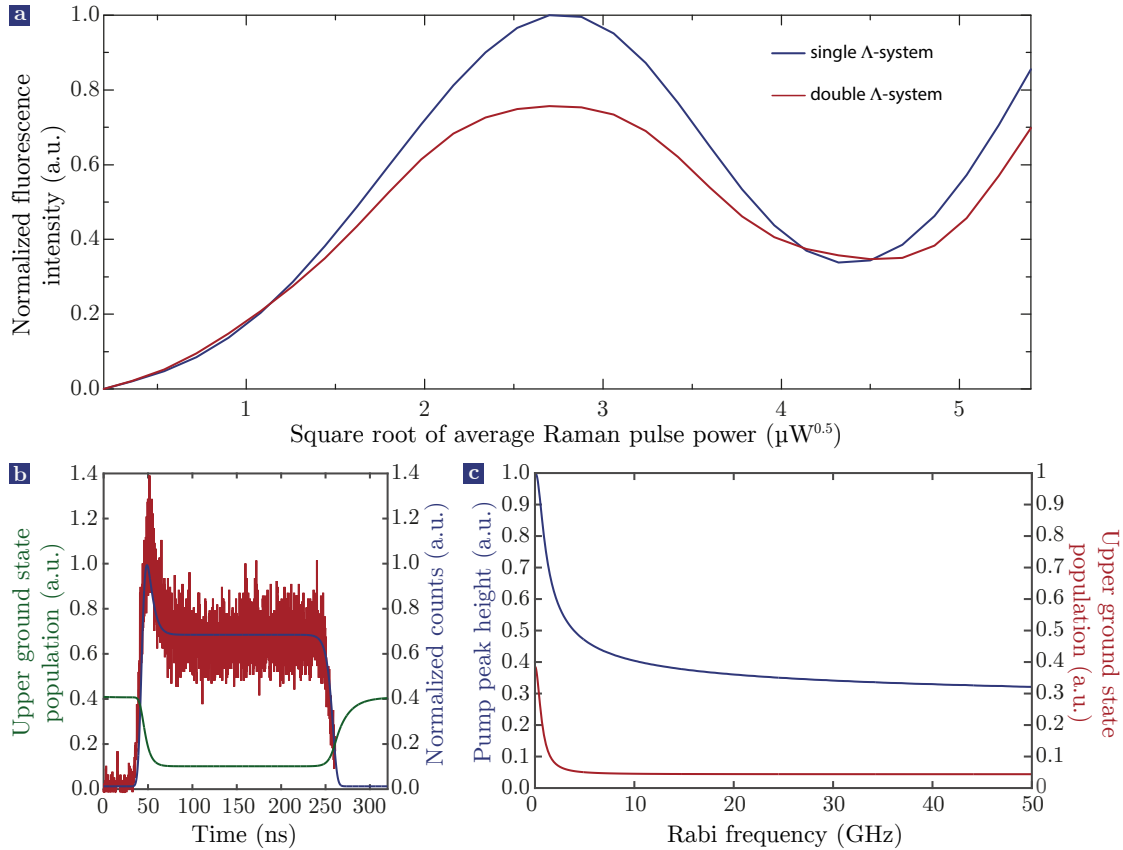 a
Normalized fluorescence
intensity (a.u.)
1.0
0.8
0.6
0.4
0.2
0.0
single Λ-system
double Λ-system
1 2 3 4 5
Square root of average Raman pulse power (µW0.5)
b
Upper ground state
population (a.u.)
1.4
1.2
1.0
0.8
0.6
0.4
0.2
0.0
1.4
1.2
1.0
0.8
0.6
0.4
0.2
0.0
Normalized counts (a.u.)
0 50 100 150 200 250 300
Time (ns)
c
Pump peak height (a.u.)
1.0
0.9
0.8
0.7
0.6
0.5
0.4
0.3
0.2
0.1
0.0
1
0.9
0.8
0.7
0.6
0.5
0.4
0.3
0.2
0.1
0
Upper ground state
population (a.u.)
0 10 20 30 40 50
Rabi frequency (GHz)